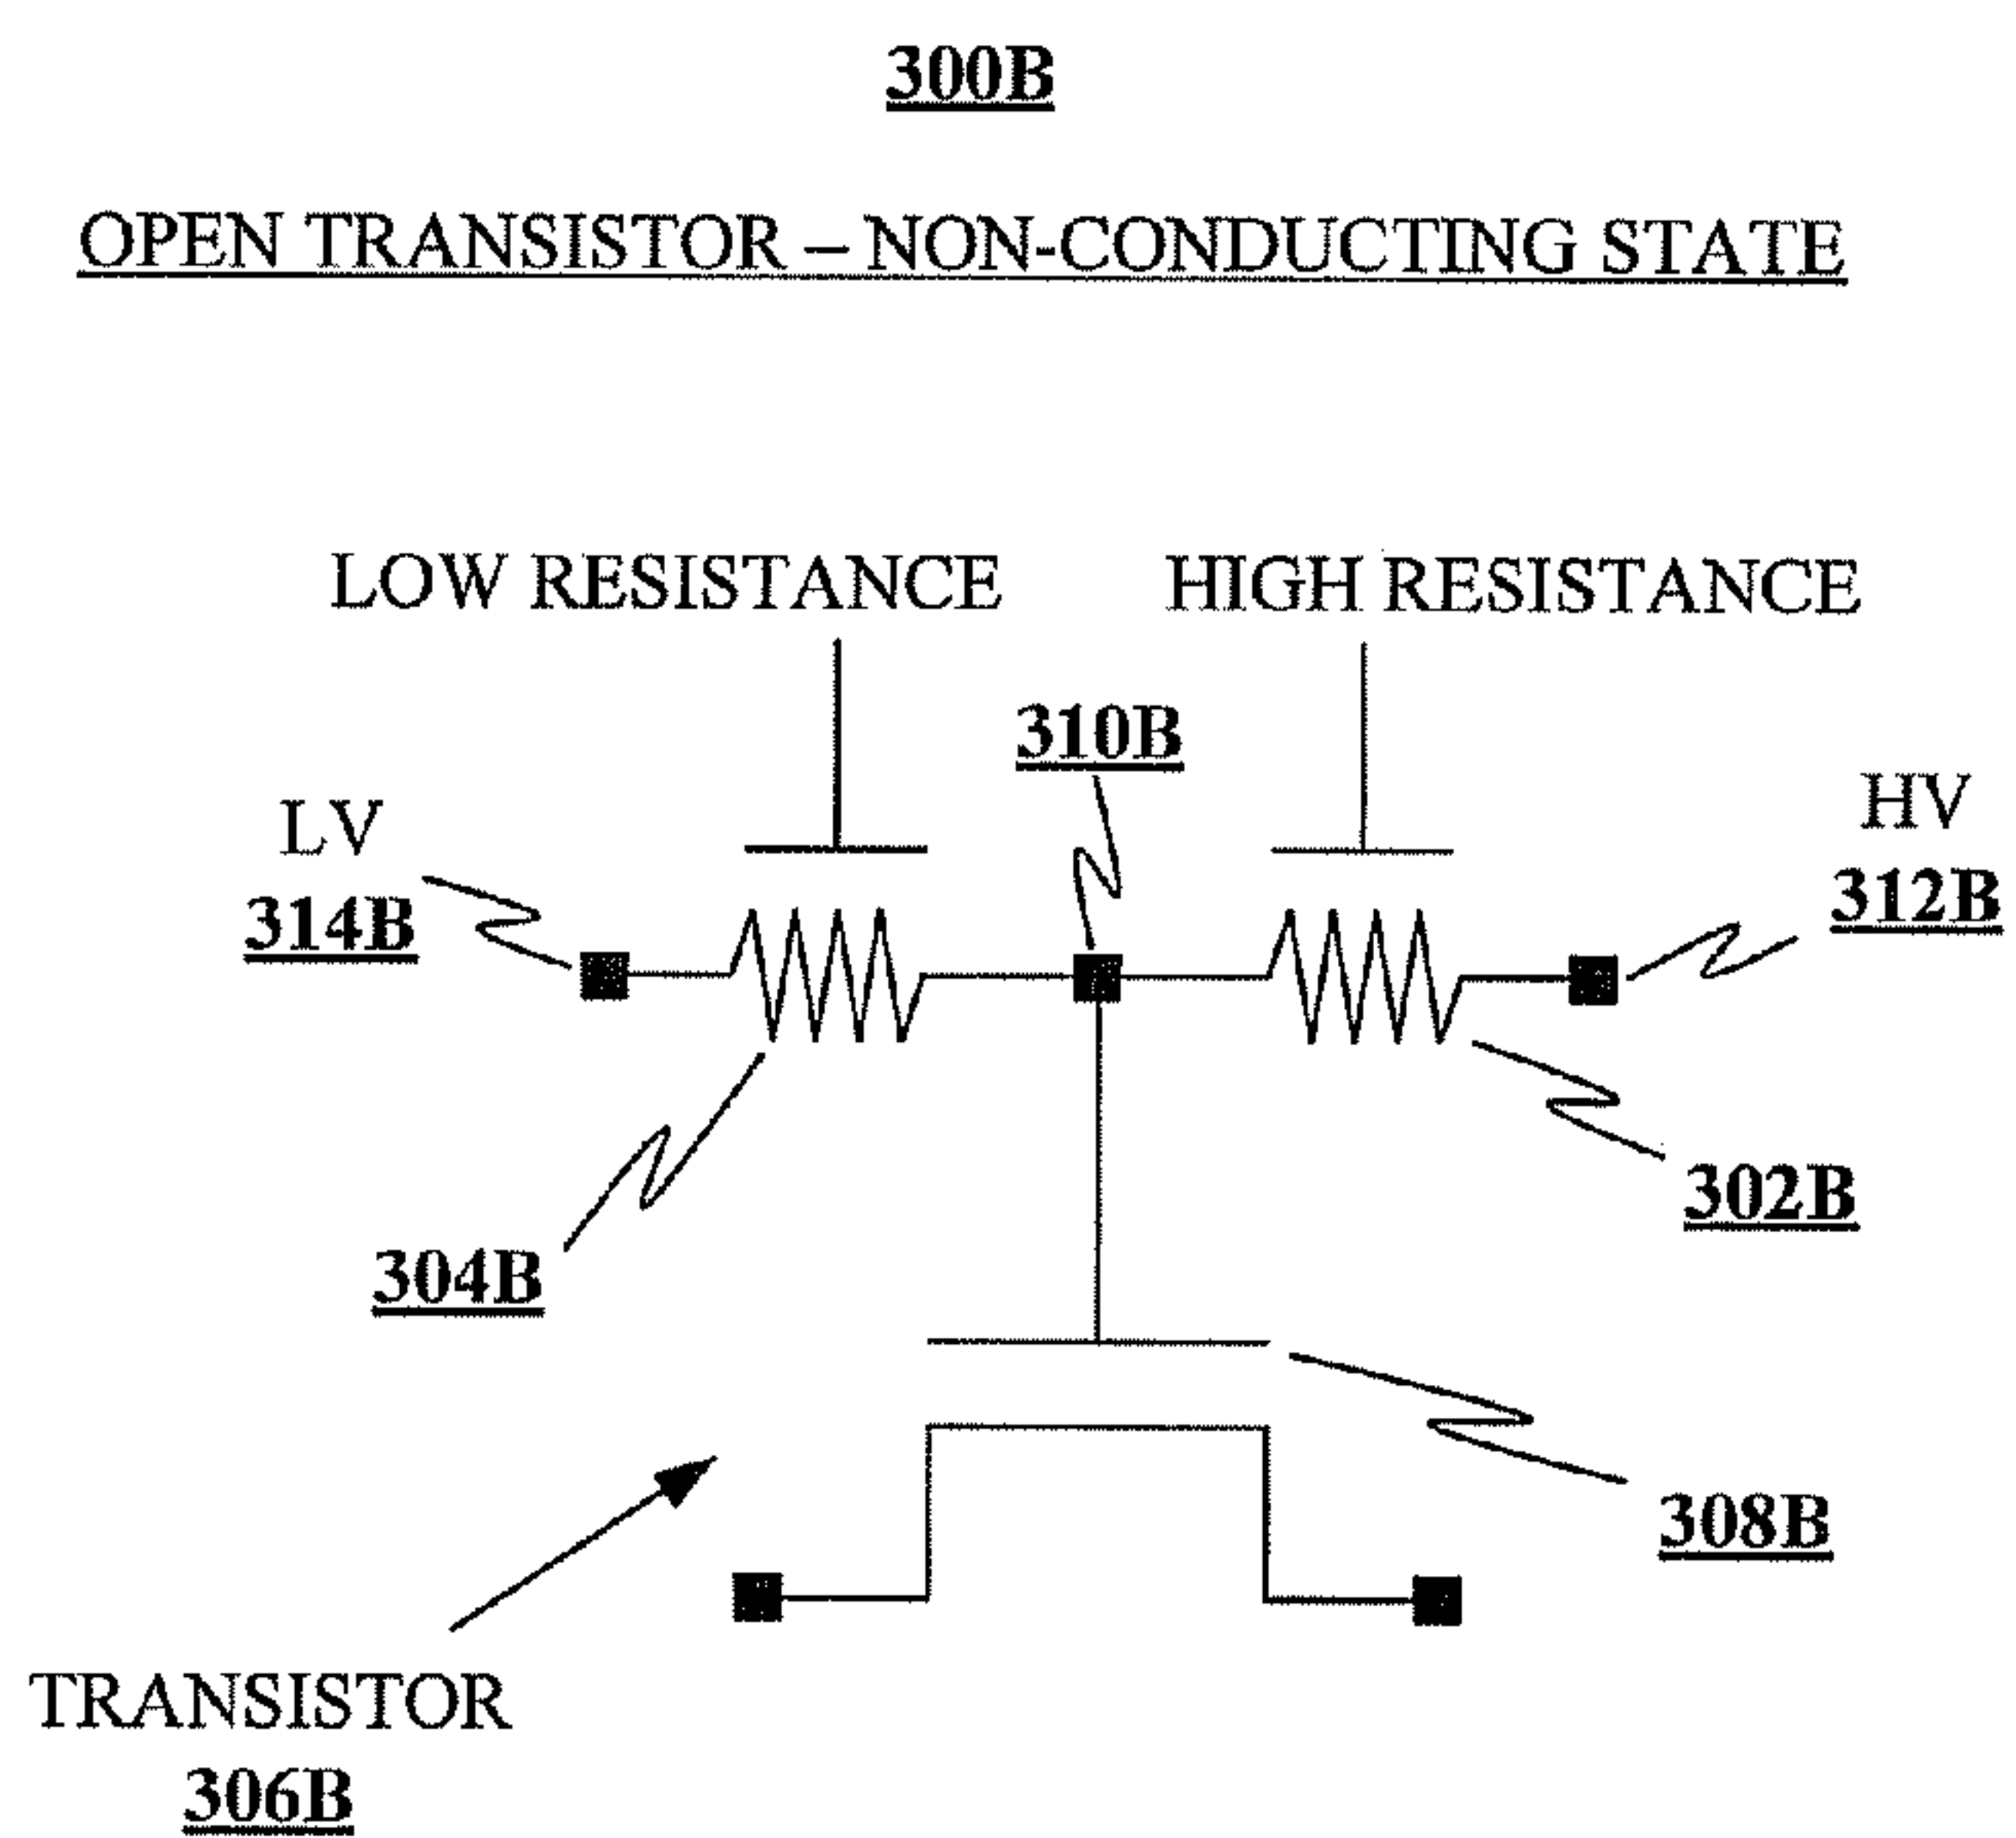 300B
OPEN TRANSISTOR – NON-CONDUCTING STATE
LOW RESISTANCE
HIGH RESISTANCE
310B
LV
314B
HV
312B
304B
302B
308B
TRANSISTOR
306B